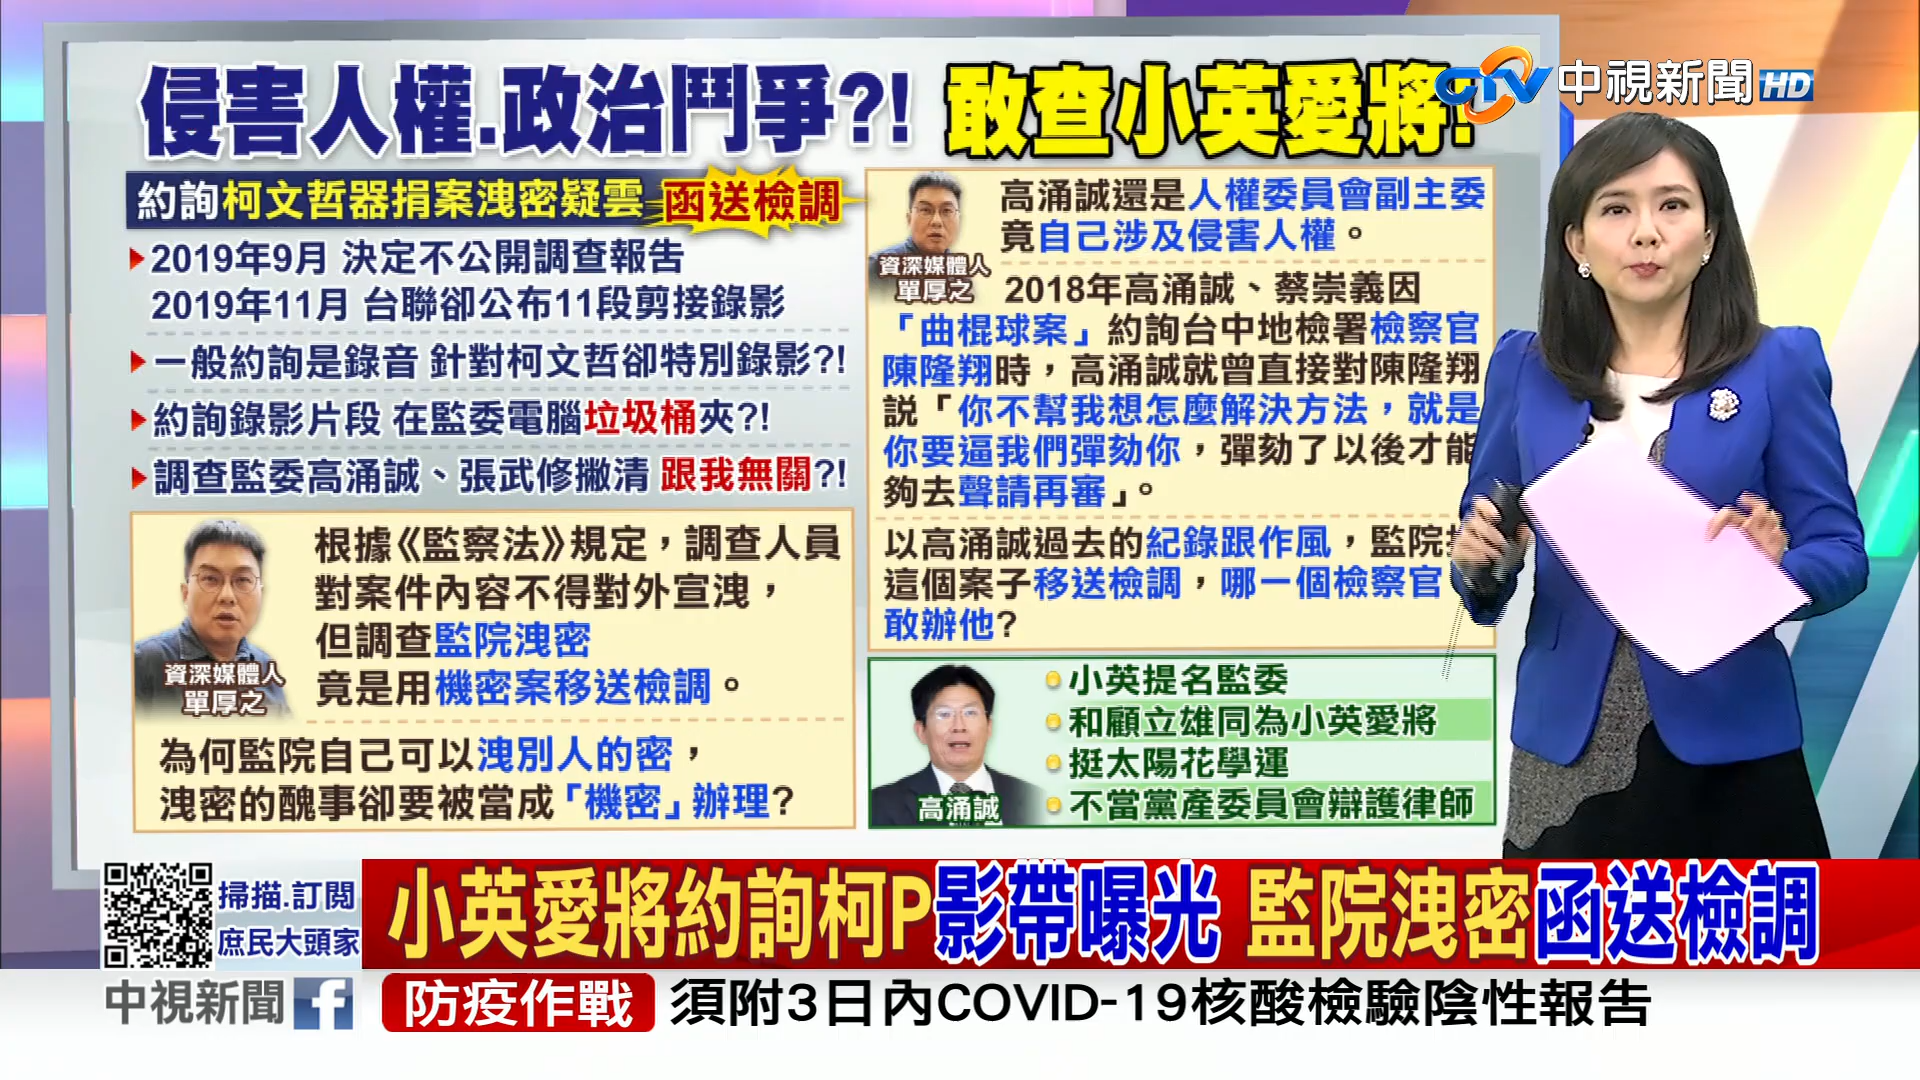 侵害人權.政治鬥爭?! 敢查小英愛將!
CTV中視新聞HD
約詢柯文哲器捐案洩密疑雲 函送檢調
2019年9月 決定不公開調查報告
2019年11月 台聯卻公布11段剪接錄影
一般約詢是錄音 針對柯文哲卻特別錄影?!
約詢錄影片段 在監委電腦垃圾桶夾?!
調查監委高涌誠、張武修撇清 跟我無關?!
資深媒體人
單厚之
根據《監察法》規定，調查人員
對案件內容不得對外宣洩，
但調查監院洩密
竟是用機密案移送檢調。
為何監院自己可以洩別人的密，
洩密的醜事卻要被當成「機密」辦理?
資深媒體人
單厚之
高涌誠還是人權委員會副主委
竟自己涉及侵害人權。
2018年高涌誠、蔡崇義因
「曲棍球案」約詢台中地檢署檢察官
陳隆翔時，高涌誠就曾直接對陳隆翔
說「你不幫我想怎麼解決方法，就是
你要逼我們彈劾你，彈劾了以後才能
夠去聲請再審」。
以高涌誠過去的紀錄跟作風，監院
這個案子移送檢調，哪一個檢察官
敢辦他?
高涌誠
小英提名監委
和顧立雄同為小英愛將
挺太陽花學運
不當黨產委員會辯護律師
掃描.訂閱
庶民大頭家
小英愛將約詢柯P影帶曝光 監院洩密函送檢調
中視新聞 f
防疫作戰 須附3日內COVID-19核酸檢驗陰性報告